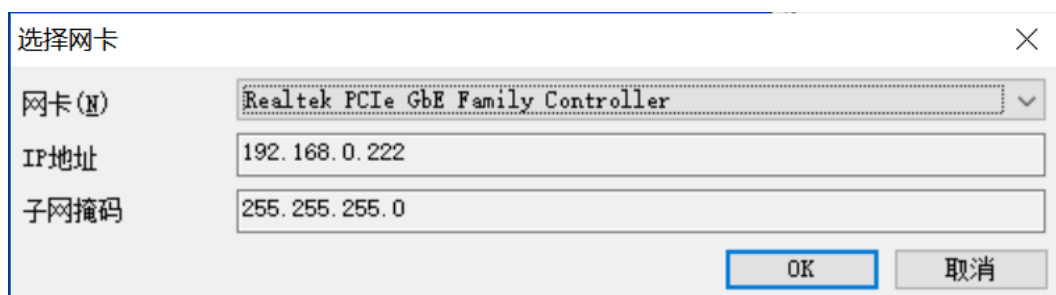 选择网卡
网卡(N) Realtek PCIe GbE Family Controller
IP地址 192.168.0.222
子网掩码 255.255.255.0
OK 取消